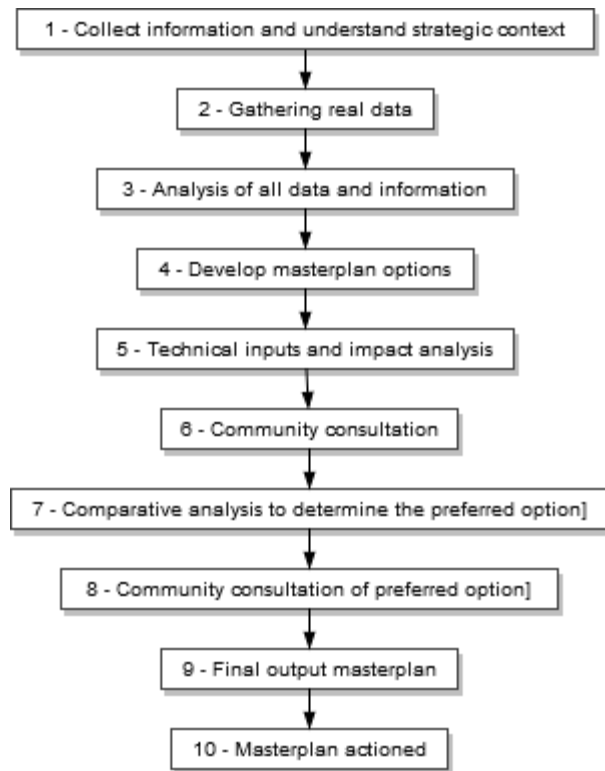 1 - Collect information and understand strategic context
2 - Gathering real data
3 - Analysis of all data and information
4 - Develop masterplan options
5 - Technical inputs and impact analysis
6 - Community consultation
7 - Comparative analysis to determine the preferred option]
8 - Community consultation of preferred option]
9 - Final output masterplan
10 - Masterplan actioned